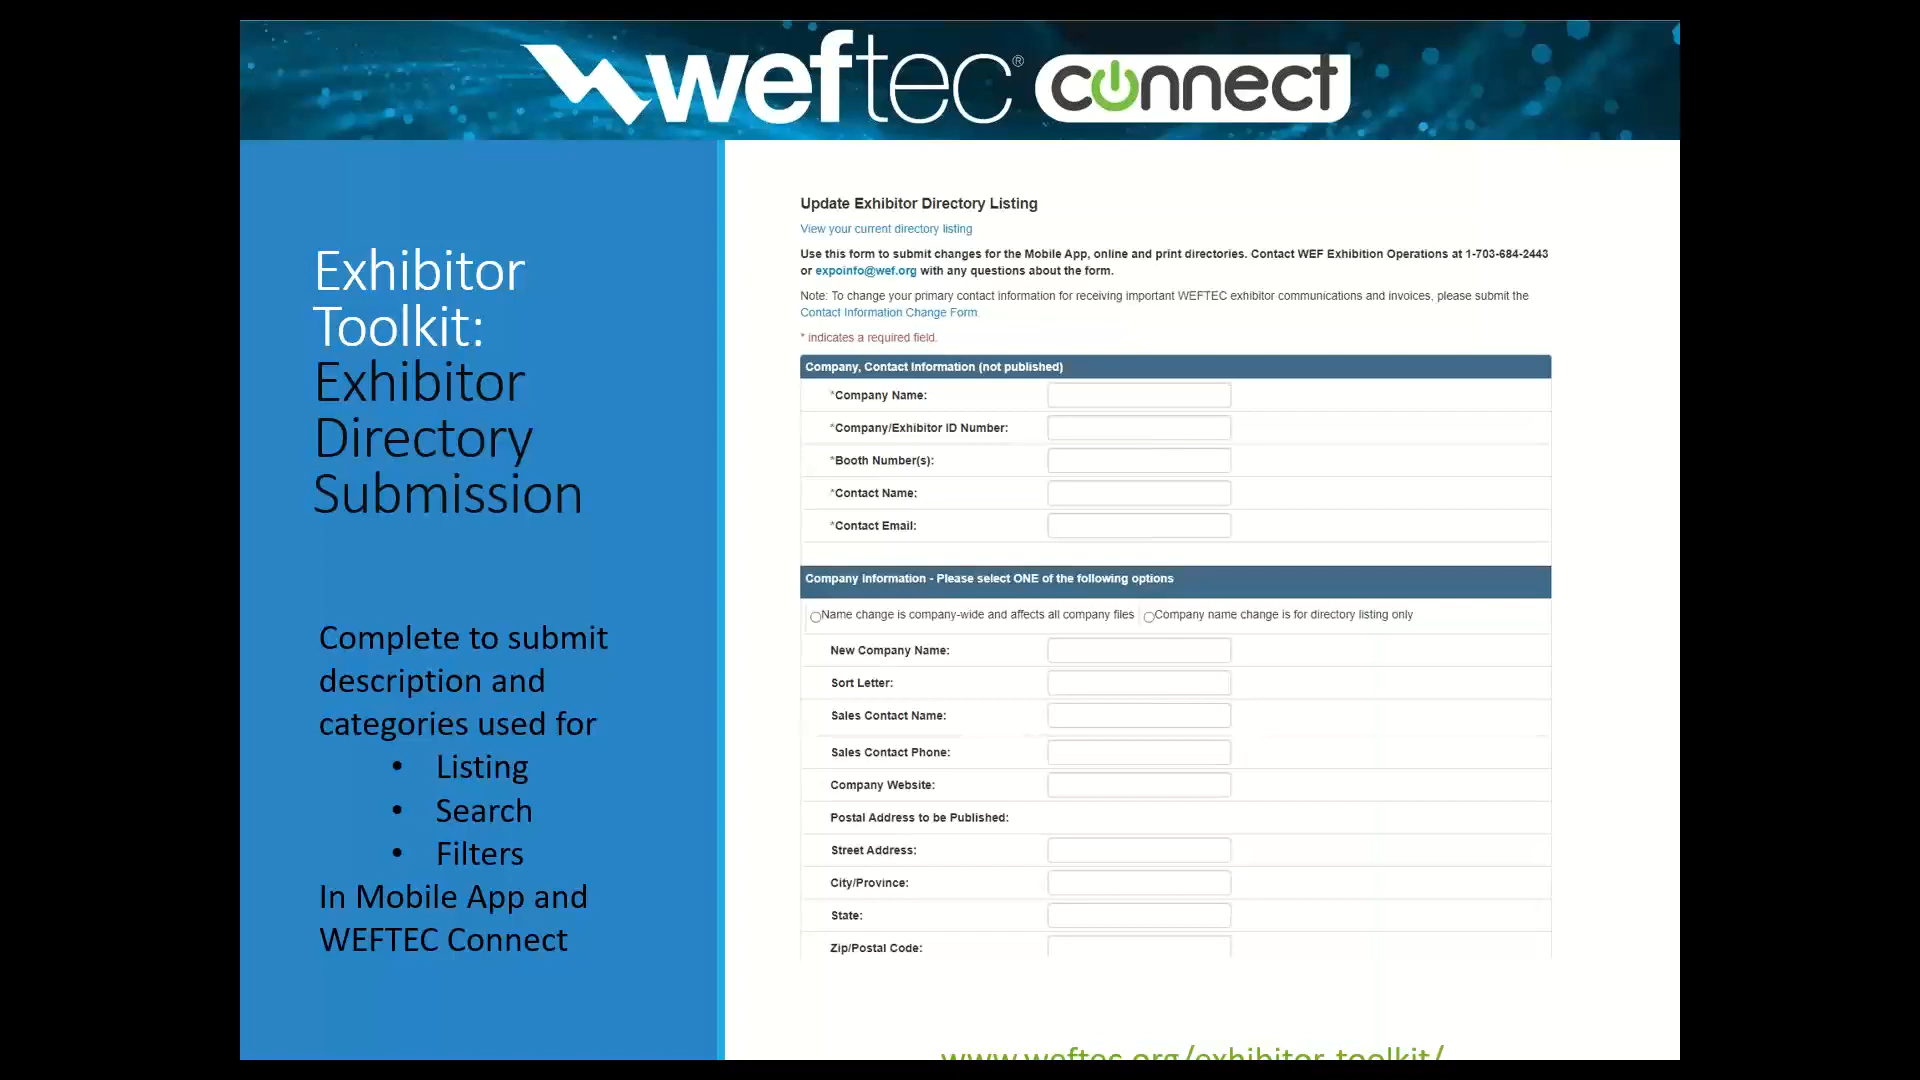 weftec® connect
Exhibitor
Toolkit:
Exhibitor
Directory
Submission
Complete to submit
description and
categories used for
• Listing
• Search
• Filters
In Mobile App and
WEFTEC Connect
Update Exhibitor Directory Listing
View your current directory listing
Use this form to submit changes for the Mobile App, online and print directories. Contact WEF Exhibition Operations at 1-703-684-2443
or expoinfo@wef.org with any questions about the form.
Note: To change your primary contact information for receiving important WEFTEC exhibitor communications and invoices, please submit the
Contact Information Change Form.
* indicates a required field.
Company, Contact Information (not published)
*Company Name:
*Company/Exhibitor ID Number:
*Booth Number(s):
*Contact Name:
*Contact Email:
Company Information - Please select ONE of the following options
Name change is company-wide and affects all company files Company name change is for directory listing only
New Company Name:
Sort Letter:
Sales Contact Name:
Sales Contact Phone:
Company Website:
Postal Address to be Published:
Street Address:
City/Province:
State:
Zip/Postal Code:
www.weftec.org/exhibitor-toolkit/